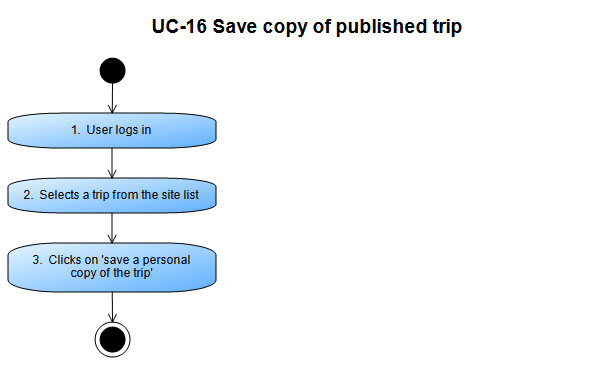 UC-16 Save copy of published trip
1. User logs in
2. Selects a trip from the site list
3. Clicks on 'save a personal
copy of the trip'